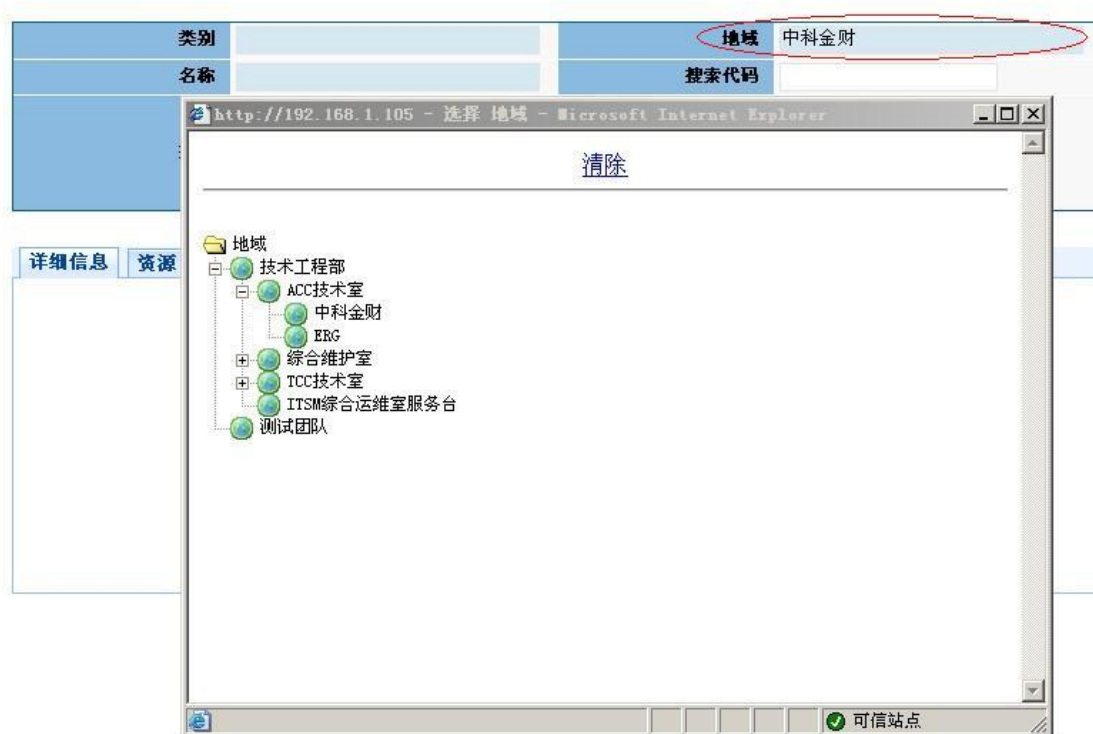 类别 地域 中科金财
名称 搜索代码
http://192.168.1.105 - 选择 地域 - Microsoft Internet Explorer
清除
地域
详细信息 资源
技术工程部
ACC技术室
中科金财
ERG
综合维护室
TCC技术室
ITSM综合运维室服务台
测试团队
可信站点